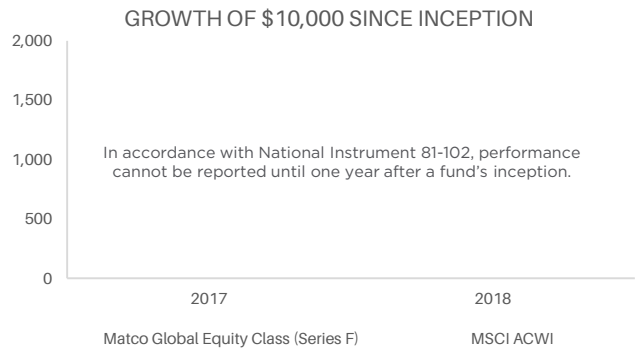 GROWTH OF $10,000 SINCE INCEPTION
2,000
1,500
1,000
500
0
In accordance with National Instrument 81-102, performance
cannot be reported until one year after a fund's inception.
2017 2018
Matco Global Equity Class (Series F) MSCI ACWI